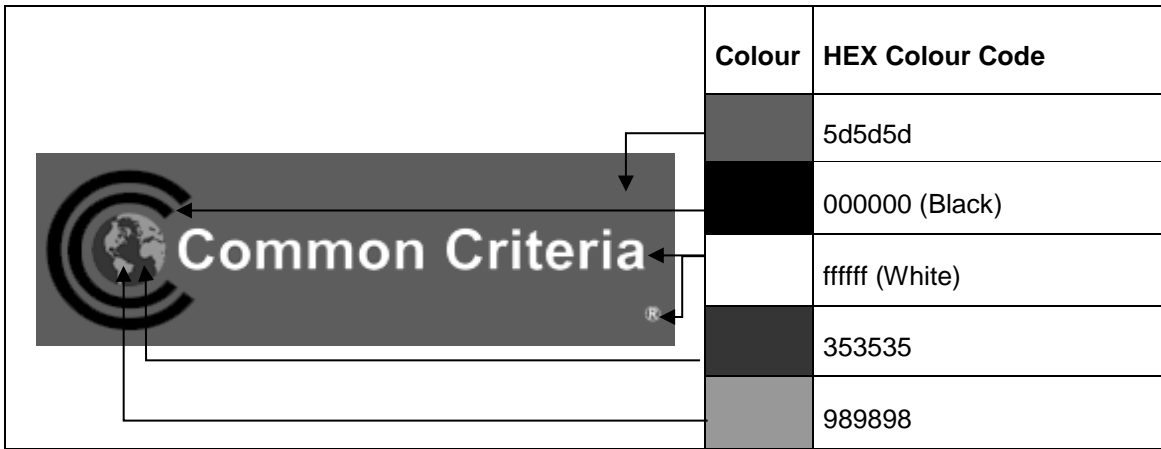 Colour HEX Colour Code
5d5d5d
000000 (Black)
Common Criteria
ffffff (White)
®
353535
989898